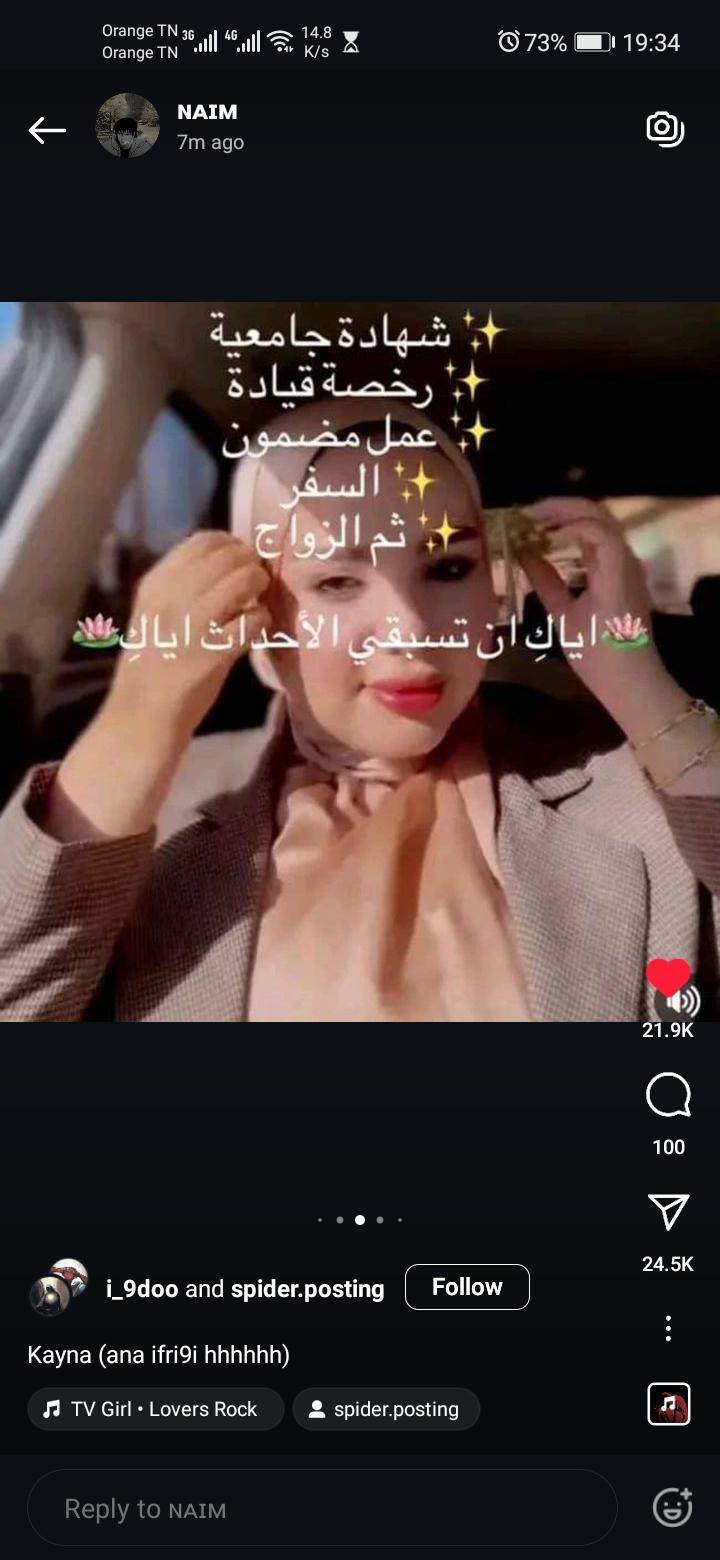 Orange TN 3G 4G 14.8
Orange TN K/s
73% 19:34
NAIM
7m ago
✨ شهادة جامعية
✨ رخصة قيادة
✨ عمل مضمون
✨ السفر
✨ ثم الزواج
🪷اياكِ ان تسبقي الأحداث اياكِ🪷
21.9K
100
24.5K
i_9doo and spider.posting Follow
Kayna (ana ifri9i hhhhhh)
TV Girl • Lovers Rock spider.posting
Reply to NAIM